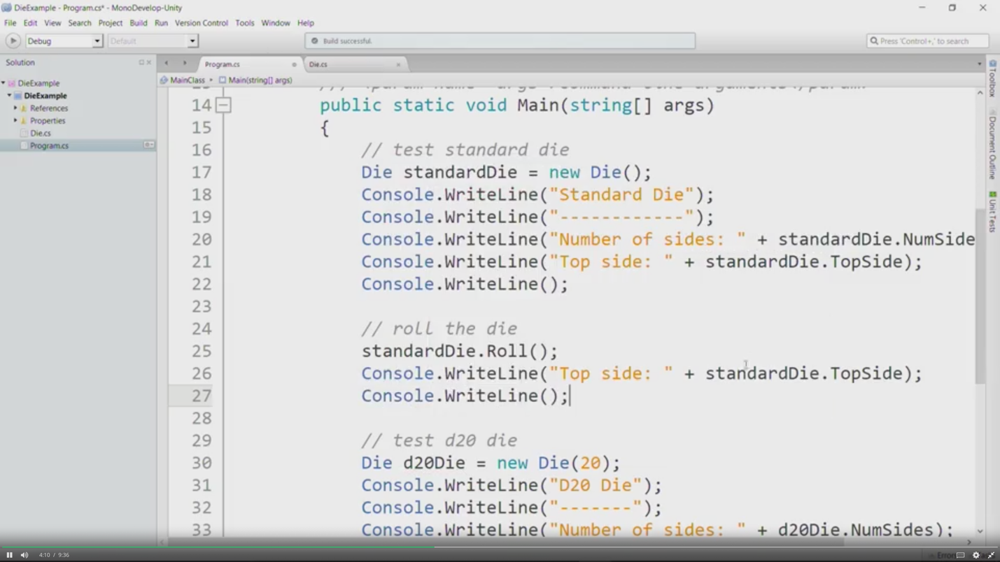 DieExample - Program.cs* - MonoDevelop-Unity
File Edit View Search Project Build Run Version Control Tools Window Help
Debug Default Build successful. Press 'Control+,' to search
Solution
Program.cs Die.cs
MainClass Main(string[] args)
DieExample
DieExample
References
Properties
Die.cs
Program.cs
14 public static void Main(string[] args)
15 {
16 // test standard die
17 Die standardDie = new Die();
18 Console.WriteLine("Standard Die");
19 Console.WriteLine("------------");
20 Console.WriteLine("Number of sides: " + standardDie.NumSide
21 Console.WriteLine("Top side: " + standardDie.TopSide);
22 Console.WriteLine();
23
24 // roll the die
25 standardDie.Roll();
26 Console.WriteLine("Top side: " + standardDie.TopSide);
27 Console.WriteLine();
28
29 // test d20 die
30 Die d20Die = new Die(20);
31 Console.WriteLine("D20 Die");
32 Console.WriteLine("-------");
33 Console.WriteLine("Number of sides: " + d20Die.NumSides);
Toolbox
Document Outline
Unit Tests
4:10 / 9:36